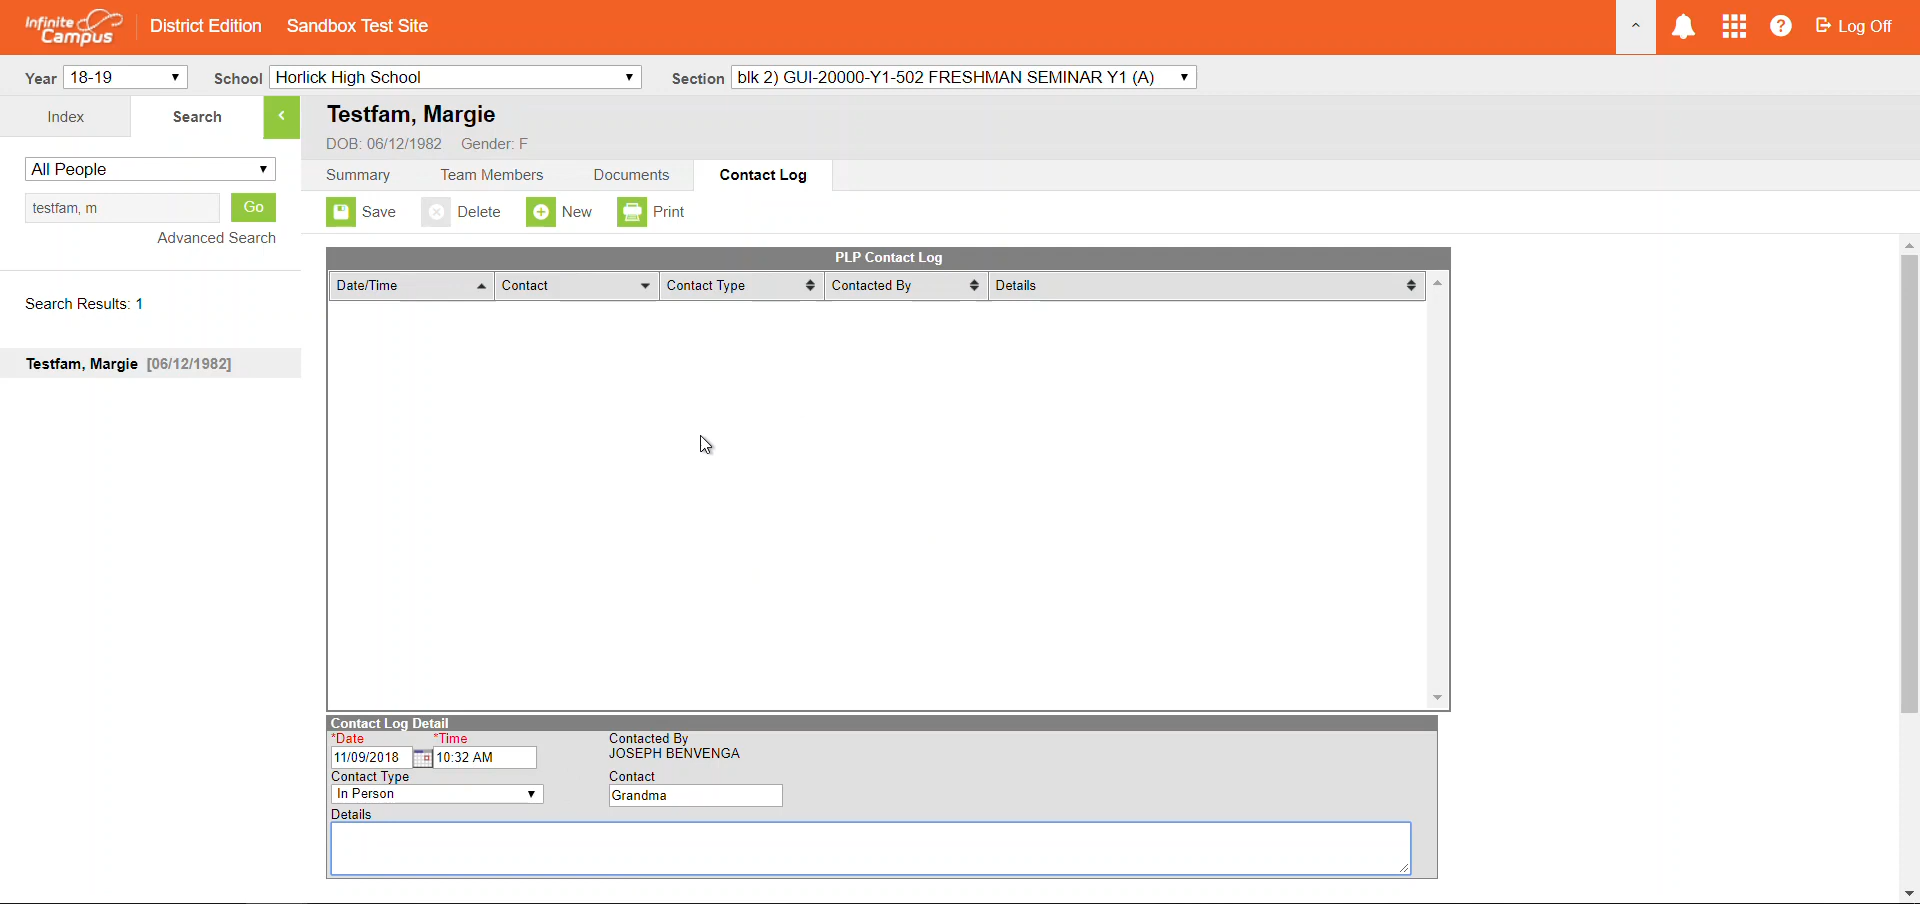 Infinite Campus District Edition Sandbox Test Site Log Off
Year 18-19 School Horlick High School Section blk 2) GUI-20000-Y1-502 FRESHMAN SEMINAR Y1 (A)
Index Search
All People
testfam, m Go
Advanced Search
Search Results: 1
Testfam, Margie [06/12/1982]
Testfam, Margie
DOB: 06/12/1982 Gender: F
Summary Team Members Documents Contact Log
Save Delete New Print
PLP Contact Log
Date/Time Contact Contact Type Contacted By Details
Contact Log Detail
*Date *Time Contacted By
11/09/2018 10:32 AM JOSEPH BENVENGA
Contact Type Contact
In Person Grandma
Details